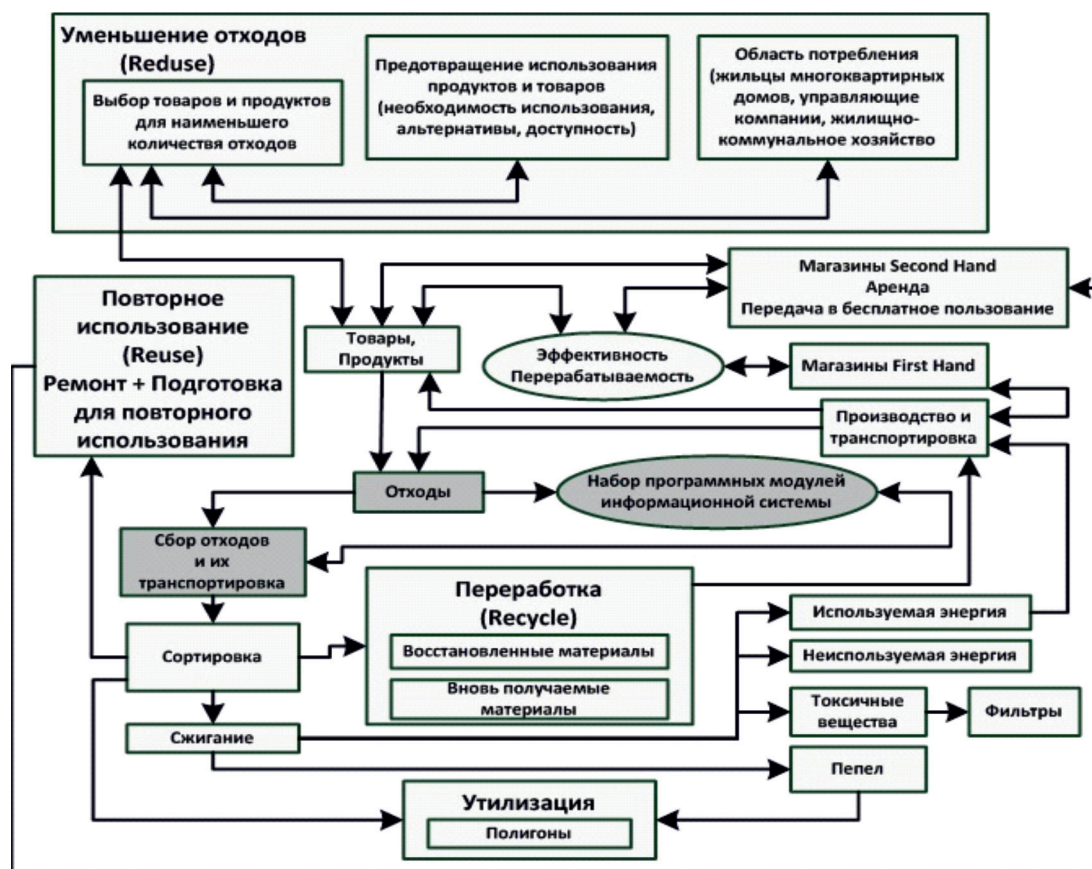 Уменьшение отходов
(Reduse)
Выбор товаров и продуктов
для наименьшего
количествя отходов
Предотвращение использования
продуктов и товаров
(необходимость использования,
альтернативы, доступность)
Область потребления
(жильцы многоквартирных
домов, управляющие
компании, жилищно-
коммунальное хозяйство
Магазины Second Hand
Аренда
Передача в бесплатное пользование
Повторное
использование
(Reuse)
Ремонт + Подготовка
для повторного
использования
Товары,
Продукты
Эффективность
Перерабатываемость
Магазины First Hand
Производство и
транспортировка
Отходы
Набор программных модулей
информационной системы
Сбор отходов
и их
транспортировка
Переработка
(Recycle)
Восстановленные материалы
Вновь получаемые
материалы
Сортировка
Используемая энергия
Неиспользуемая энергия
Токсичные
вещества
Фильтры
Сжигание
Пепел
Утилизация
Полигоны